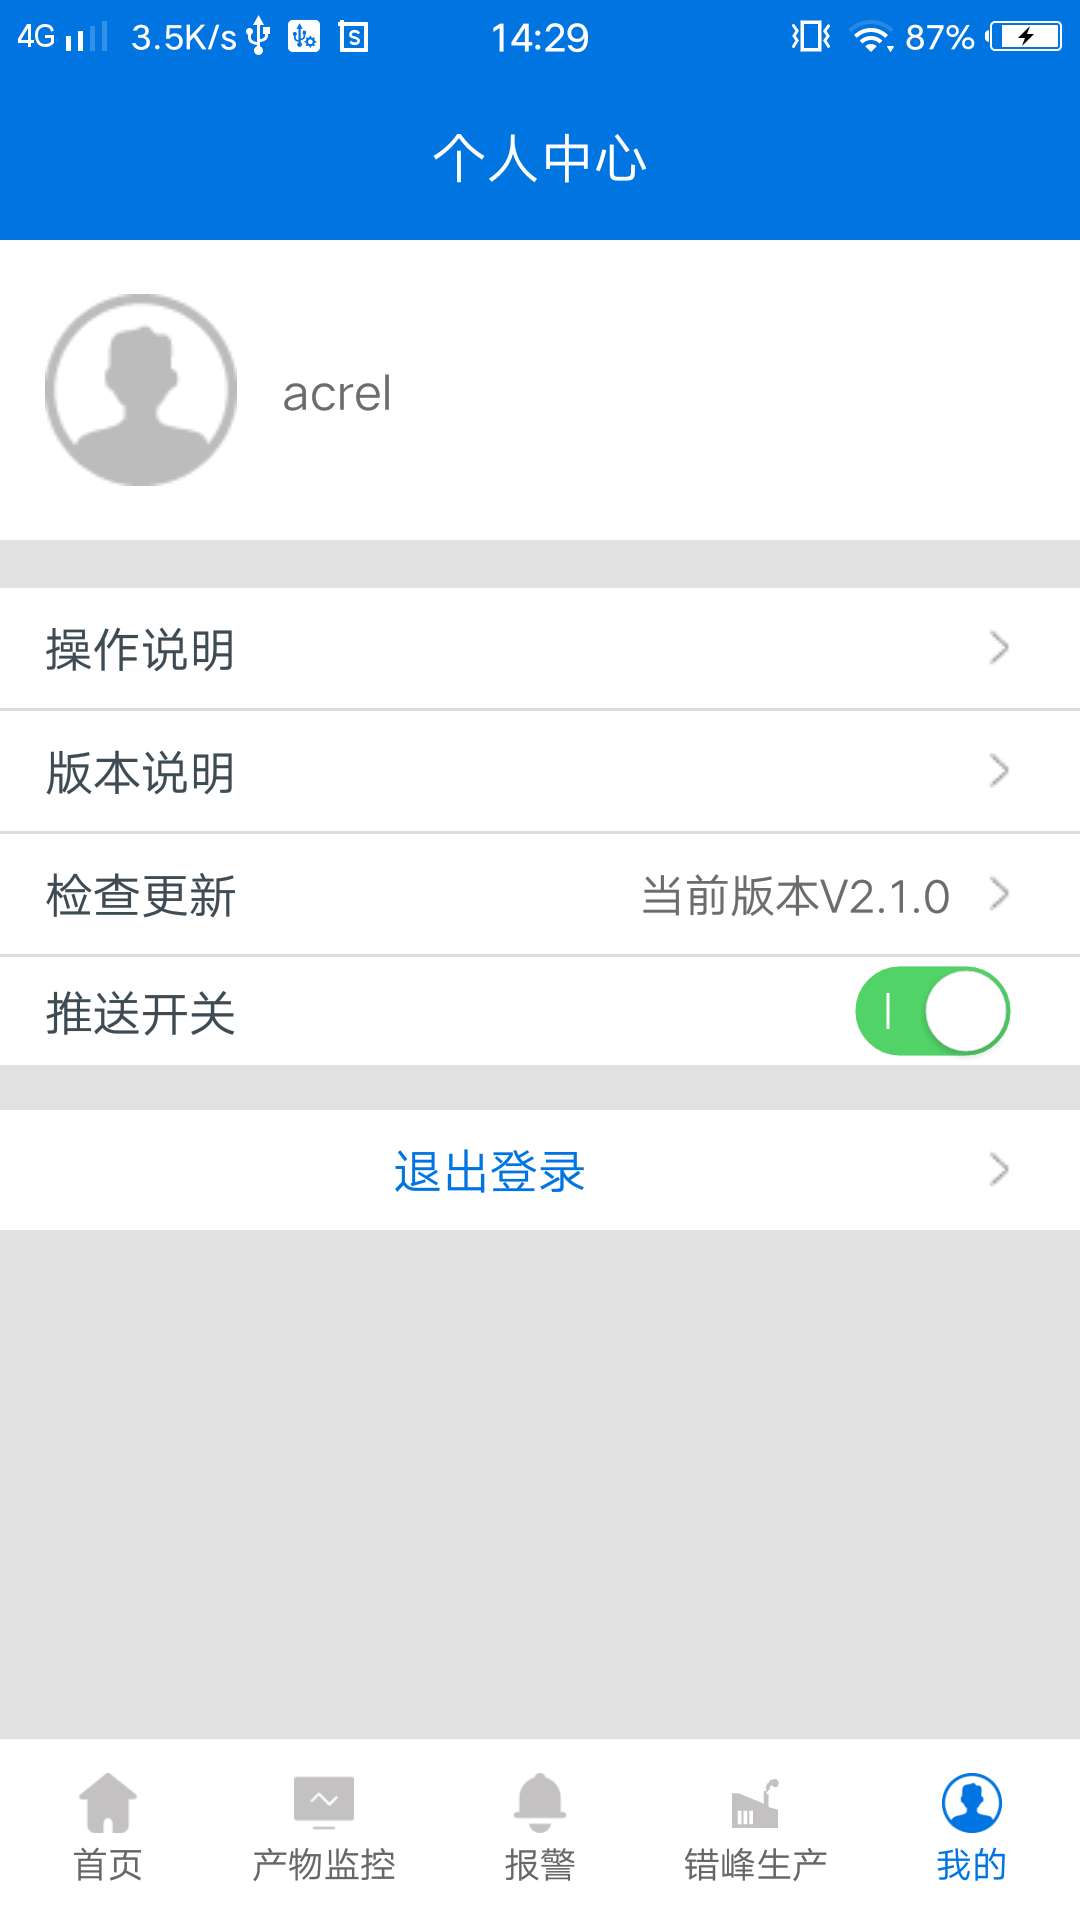 4G 3.5K/s 14:29 87%
个人中心
acrel
操作说明
版本说明
检查更新 当前版本V2.1.0
推送开关
退出登录
首页 产物监控 报警 错峰生产 我的